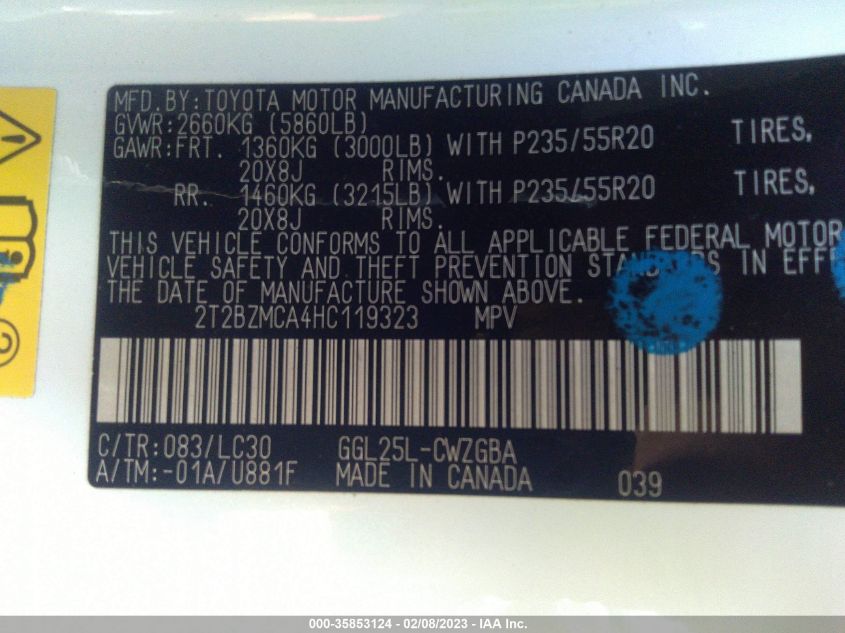 MFD.BY:TOYOTA MOTOR MANUFACTURING CANADA INC.
GVWR:2660KG (5860LB)
GAWR:FRT. 1360KG (3000LB) WITH P235/55R20 TIRES,
20X8J RIMS.
RR. 1460KG (3215LB) WITH P235/55R20 TIRES,
20X8J RIMS.
THIS VEHICLE CONFORMS TO ALL APPLICABLE FEDERAL MOTOR
VEHICLE SAFETY AND THEFT PREVENTION STANDARDS IN EFF
THE DATE OF MANUFACTURE SHOWN ABOVE.
2T2BZMCA4HC119323 MPV
C/TR:083/LC30 GGL25L-CWZGBA
A/TM:-01A/U881F MADE IN CANADA 039
000-35853124 - 02/08/2023 - IAA Inc.